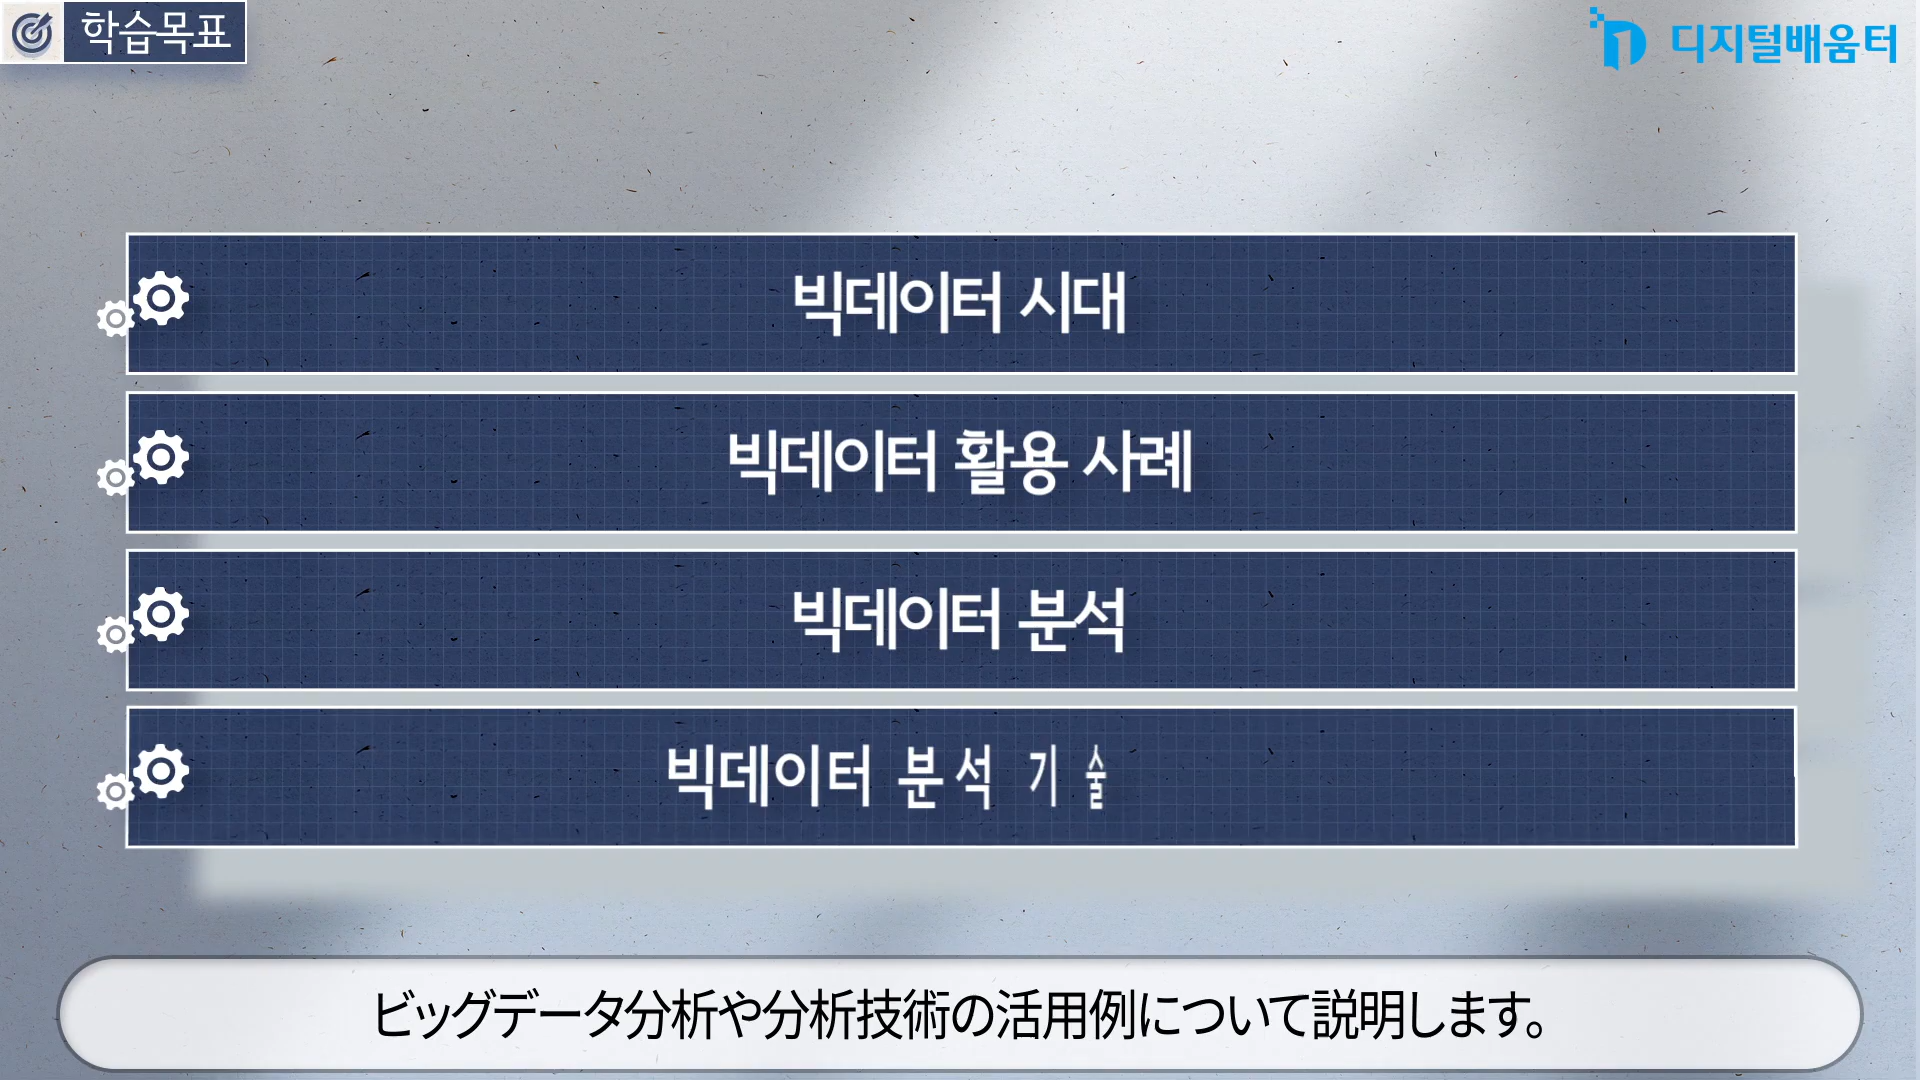 학습목표
디지털배움터
빅데이터 시대
빅데이터 활용 사례
빅데이터 분석
빅데이터 분석 기술
ビッグデータ分析や分析技術の活用例について説明します。